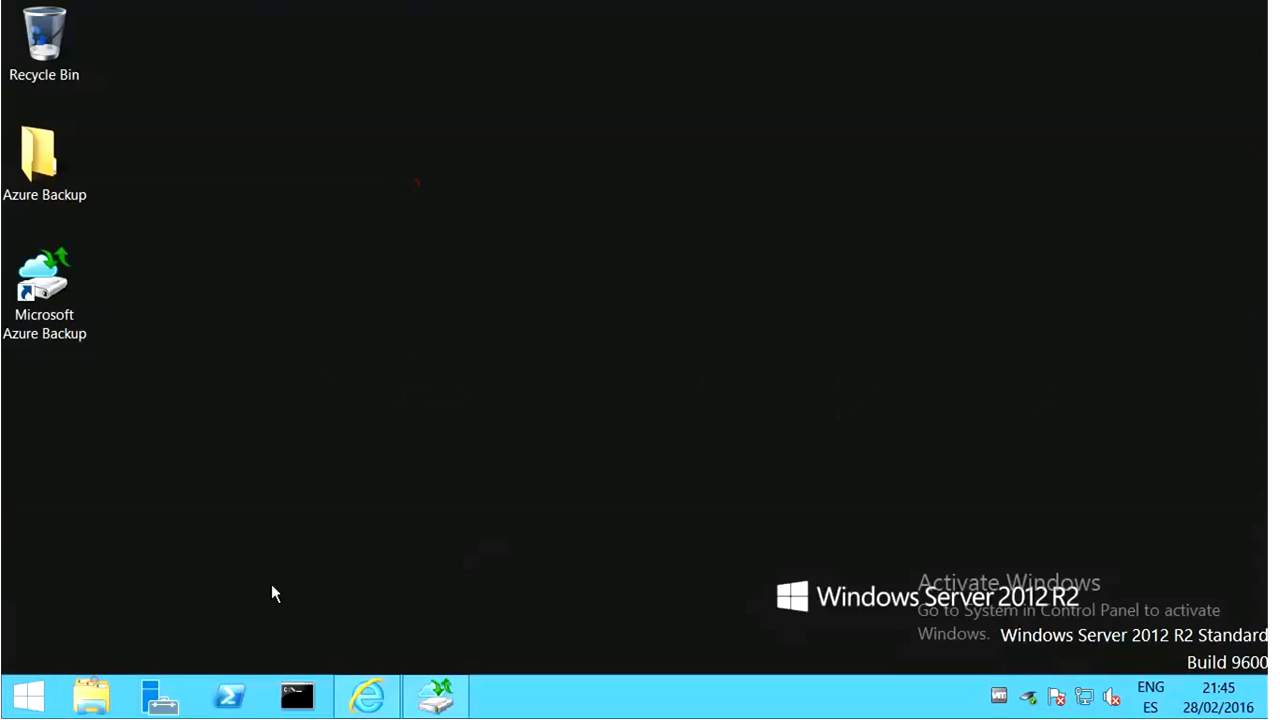 Recycle Bin
Azure Backup
Microsoft
Azure Backup
Activate Windows
Windows Server 2012 R2
Go to System in Control Panel to activate
Windows.
Windows Server 2012 R2 Standard
Build 9600
ENG
ES
21:45
28/02/2016